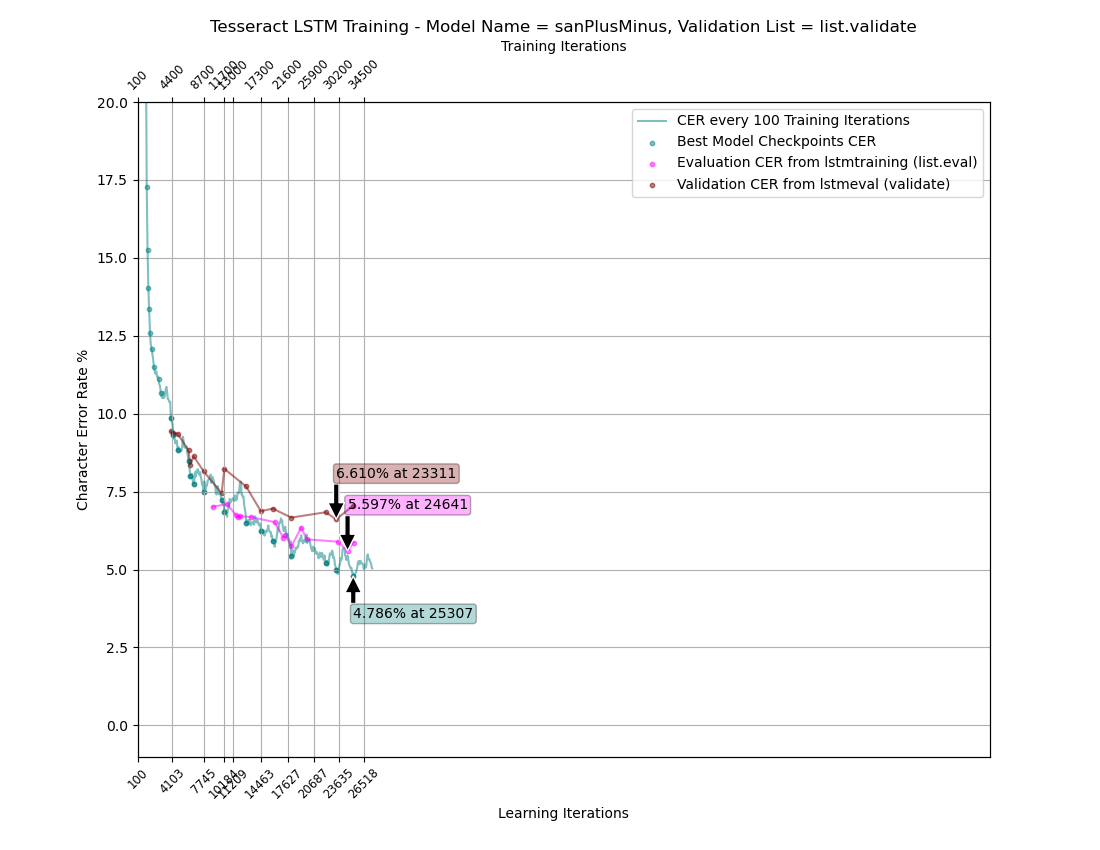 Tesseract LSTM Training - Model Name = sanPlusMinus, Validation List = list.validate
Training Iterations
100 4400 8700 11700 13000 17300 21600 25900 30200 34500
20.0
17.5
15.0
12.5
10.0
7.5
5.0
2.5
0.0
Character Error Rate %
CER every 100 Training Iterations
Best Model Checkpoints CER
Evaluation CER from lstmtraining (list.eval)
Validation CER from lstmeval (validate)
6.610% at 23311
5.597% at 24641
4.786% at 25307
100 4103 7745 10184 11209 14463 17627 20687 23635 26518
Learning Iterations